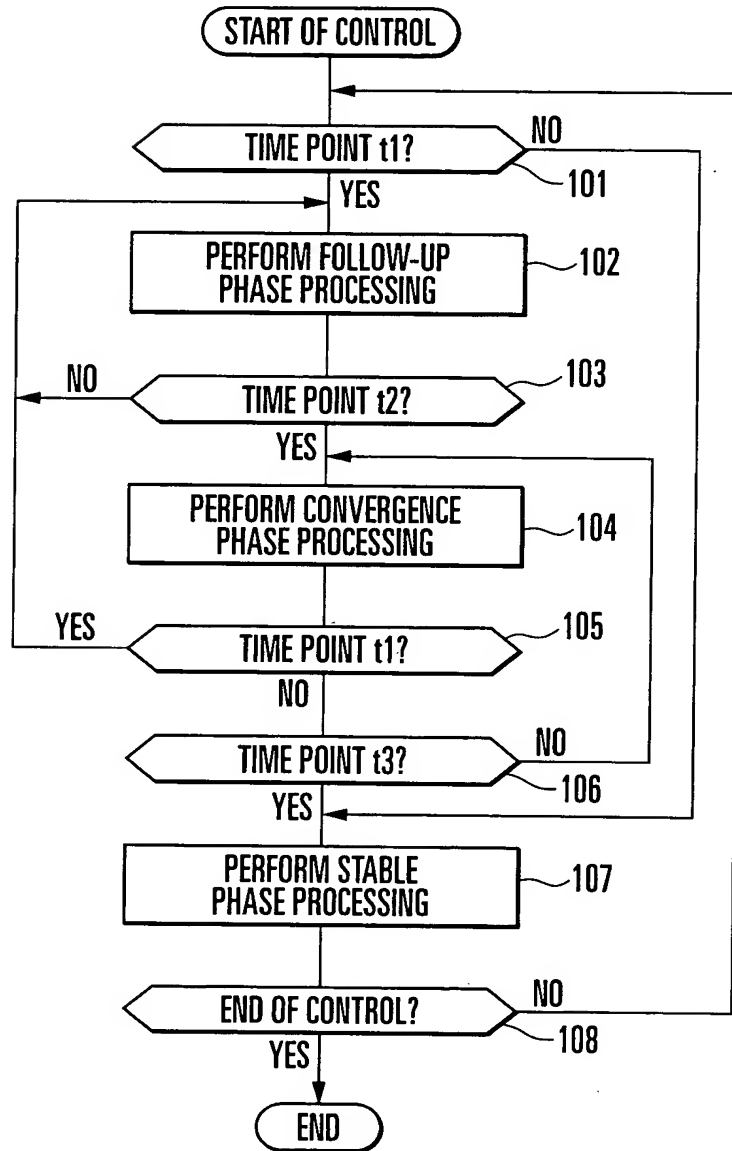 START OF CONTROL
TIME POINT t1?
NO
101
YES
PERFORM FOLLOW-UP
PHASE PROCESSING
102
NO
TIME POINT t2?
103
YES
PERFORM CONVERGENCE
PHASE PROCESSING
104
YES
TIME POINT t1?
105
NO
TIME POINT t3?
NO
106
YES
PERFORM STABLE
PHASE PROCESSING
107
END OF CONTROL?
NO
108
YES
END